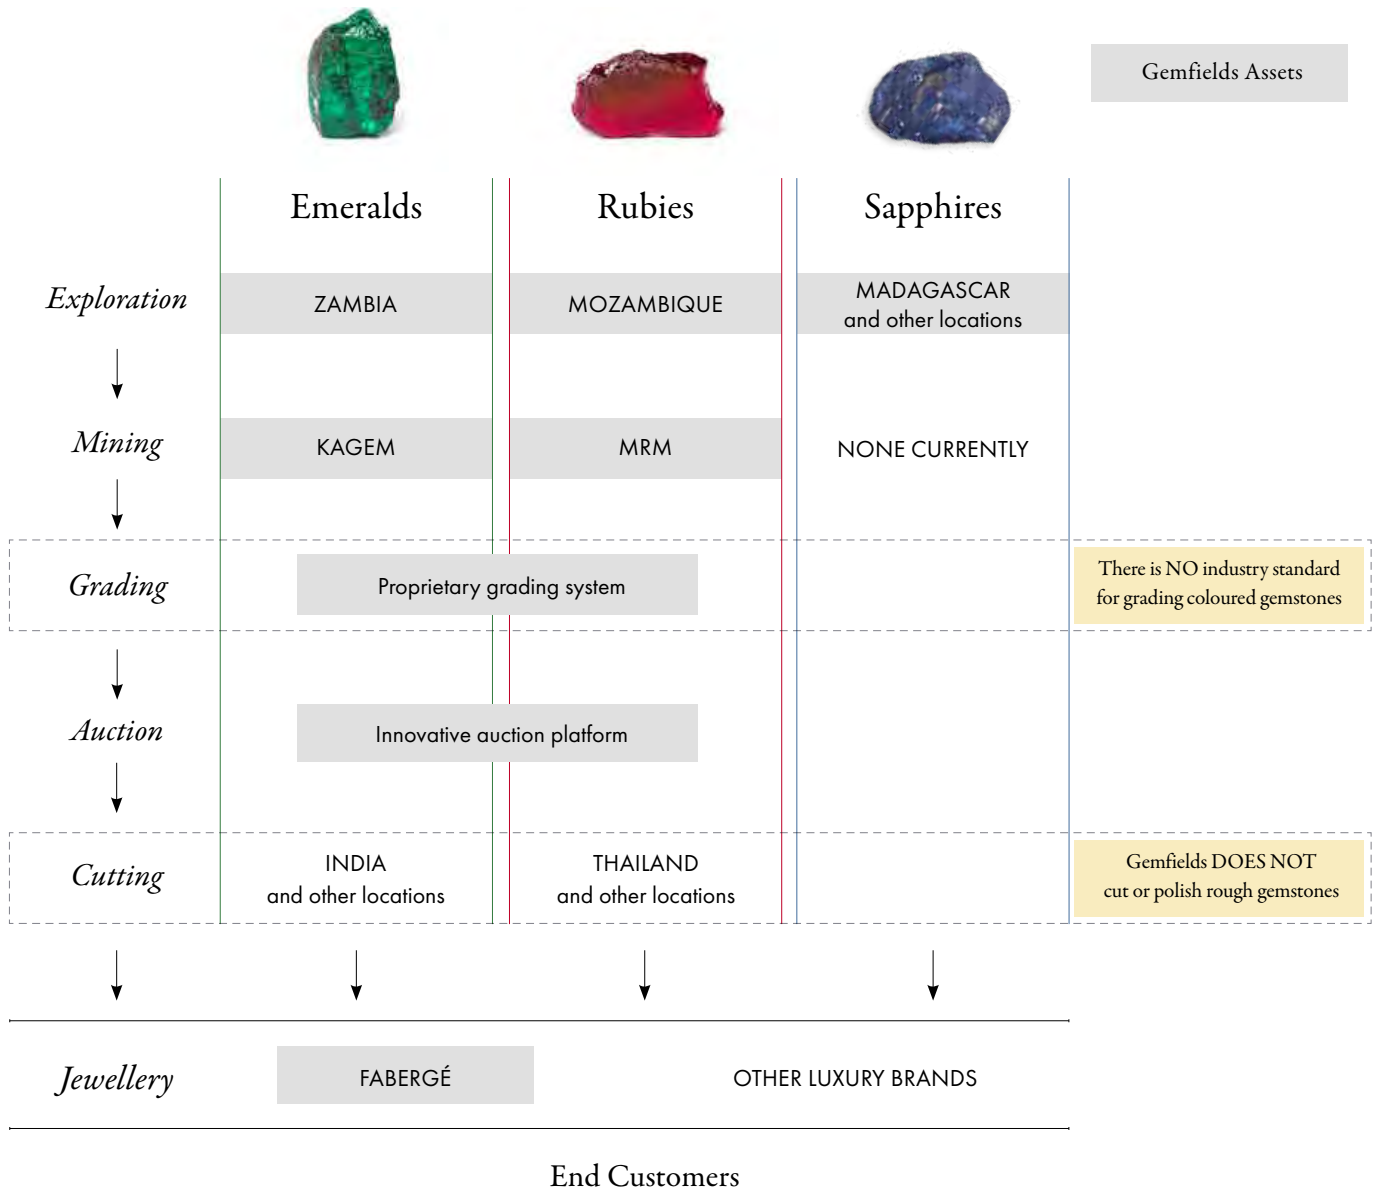 Gemfields Assets
Emeralds
Rubies
Sapphires
Exploration
ZAMBIA
MOZAMBIQUE
MADAGASCAR
and other locations
Mining
KAGEM
MRM
NONE CURRENTLY
Grading
Proprietary grading system
There is NO industry standard
for grading coloured gemstones
Auction
Innovative auction platform
Cutting
INDIA
and other locations
THAILAND
and other locations
Gemfields DOES NOT
cut or polish rough gemstones
Jewellery
FABERGÉ
OTHER LUXURY BRANDS
End Customers